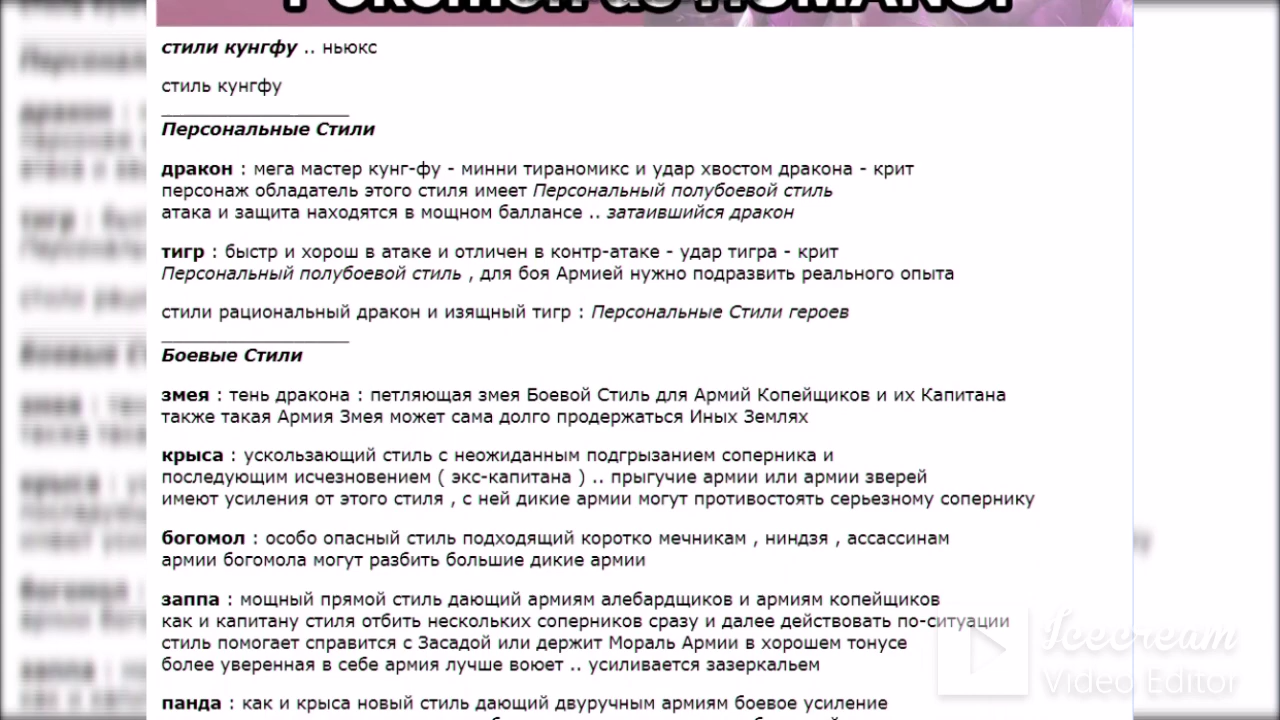 стили кунгфу .. ньюкс
стиль кунгфу
Персональные Стили
дракон : мега мастер кунг-фу - минни тираномикс и удар хвостом дракона - крит
персонаж обладатель этого стиля имеет Персональный полубоевой стиль
атака и защита находятся в мощном баллансе .. затаившийся дракон
тигр : быстр и хорош в атаке и отличен в контр-атаке - удар тигра - крит
Персональный полубоевой стиль , для боя Армией нужно подразвить реального опыта
стили рациональный дракон и изящный тигр : Персональные Стили героев
Боевые Стили
змея : тень дракона : петляющая змея Боевой Стиль для Армий Копейщиков и их Капитана
также такая Армия Змея может сама долго продержаться Иных Землях
крыса : ускользающий стиль с неожиданным подгрызанием соперника и
последующим исчезновением ( экс-капитана ) .. прыгучие армии или армии зверей
имеют усиления от этого стиля , с ней дикие армии могут противостоять серьезному сопернику
богомол : особо опасный стиль подходящий коротко мечникам , ниндзя , ассассинам
армии богомола могут разбить большие дикие армии
заппа : мощный прямой стиль дающий армиям алебардщиков и армиям копейщиков
как и капитану стиля отбить нескольких соперников сразу и далее действовать по-ситуации
стиль помогает справится с Засадой или держит Мораль Армии в хорошем тонусе
более уверенная в себе армия лучше воюет .. усиливается зазеркальем
панда : как и крыса новый стиль дающий двуручным армиям боевое усиление
Icecream
Video Editor